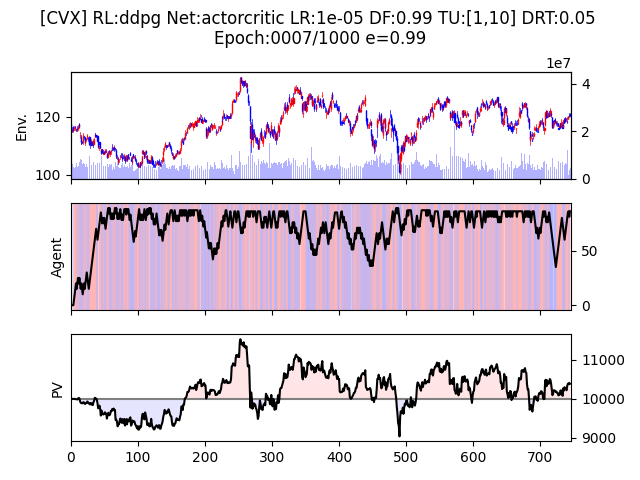 [CVX] RL:ddpg Net:actorcritic LR:1e-05 DF:0.99 TU:[1,10] DRT:0.05
Epoch:0007/1000 e=0.99
1e7
Env.
120
100
4
2
0
Agent
50
0
PV
11000
10000
9000
0 100 200 300 400 500 600 700